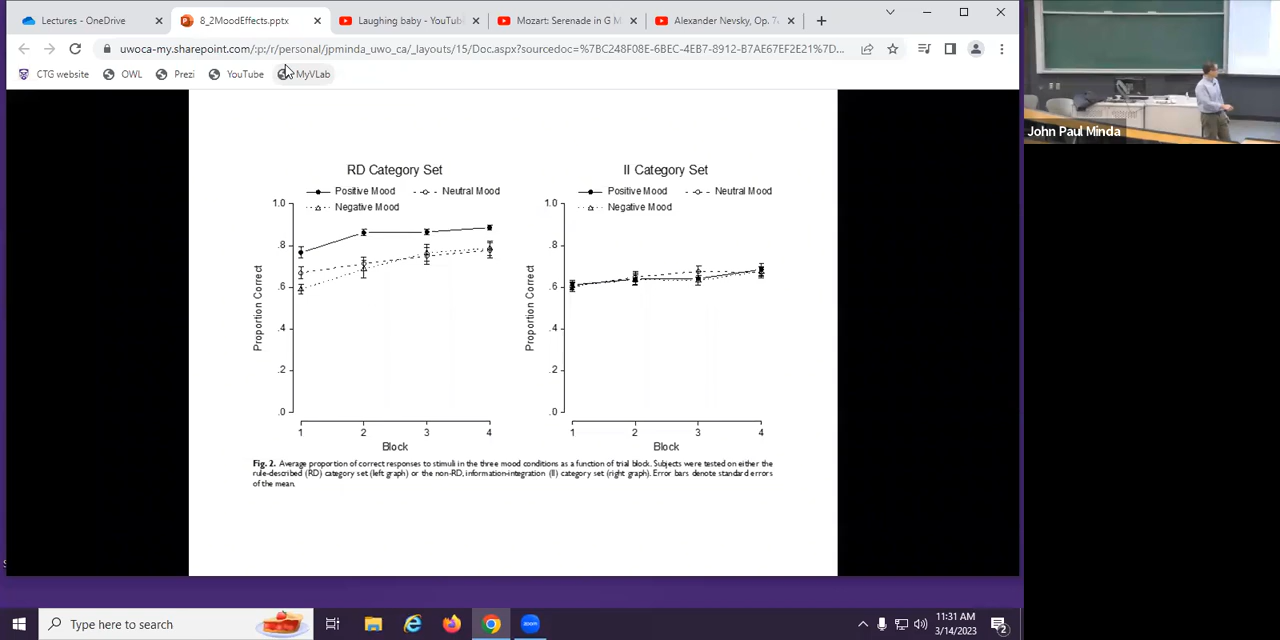 Lectures - OneDrive
8_2MoodEffects.pptx
Laughing baby - YouTub
Mozart: Serenade in G M
Alexander Nevsky, Op. 7
uwoca-my.sharepoint.com/:p:/r/personal/jpminda_uwo_ca/_layouts/15/Doc.aspx?sourcedoc=%7BC248F08E-6BEC-4EB7-8912-B7AE67EF2E21%7D...
CTG website
OWL
Prezi
YouTube
MyVLab
John Paul Minda
RD Category Set
Positive Mood
Neutral Mood
Negative Mood
1.0
.8
.6
.4
.2
.0
Proportion Correct
1 2 3 4
Block
II Category Set
Positive Mood
Neutral Mood
Negative Mood
1.0
.8
.6
.4
.2
.0
Proportion Correct
1 2 3 4
Block
Fig. 2. Average proportion of correct responses to stimuli in the three mood conditions as a function of trial block. Subjects were tested on either the
rule-described (RD) category set (left graph) or the non-RD, information-integration (II) category set (right graph). Error bars denote standard errors
of the mean.
Type here to search
11:31 AM
3/14/2023
2